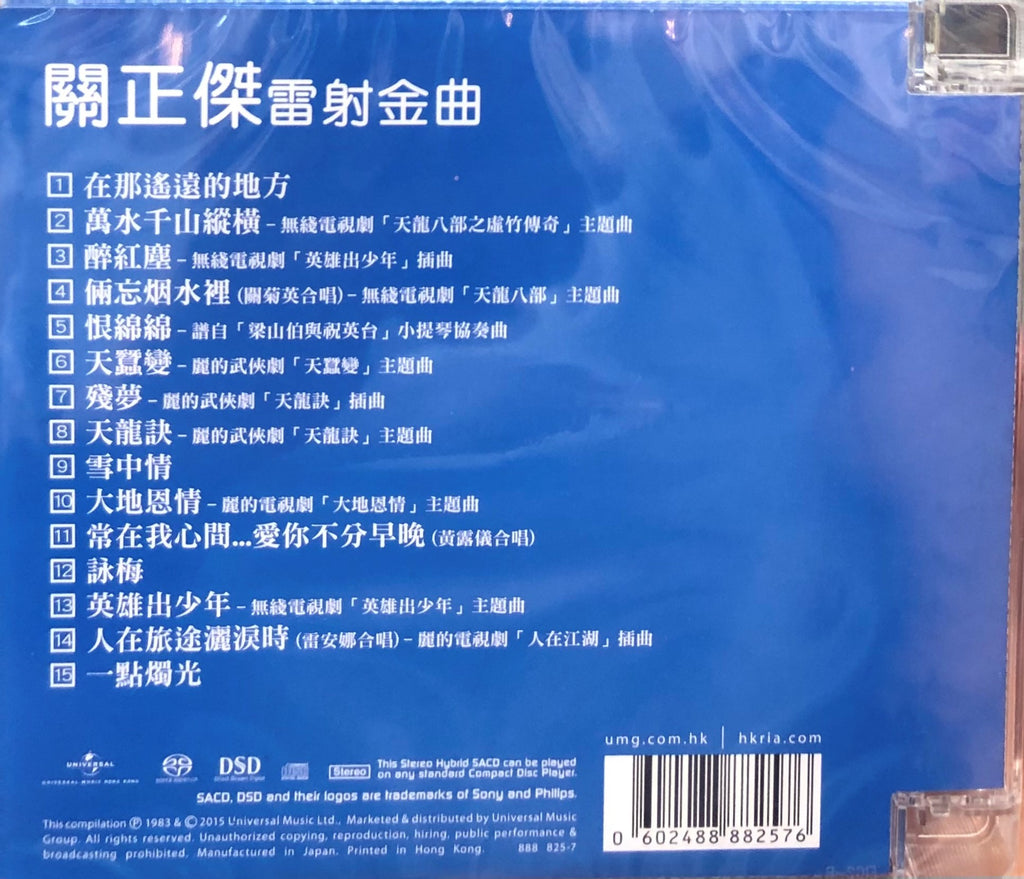 關正傑雷射金曲
1 在那遙遠的地方
2 萬水千山縱橫 – 無綫電視劇「天龍八部之虛竹傳奇」主題曲
3 醉紅塵 – 無綫電視劇「英雄出少年」插曲
4 倆忘烟水裡 (關菊英合唱) – 無綫電視劇「天龍八部」主題曲
5 恨綿綿 – 譜自「梁山伯與祝英台」小提琴協奏曲
6 天蠶變 – 麗的武俠劇「天蠶變」主題曲
7 殘夢 – 麗的武俠劇「天龍訣」插曲
8 天龍訣 – 麗的武俠劇「天龍訣」主題曲
9 雪中情
10 大地恩情 – 麗的電視劇「大地恩情」主題曲
11 常在我心間...愛你不分早晚 (黃露儀合唱)
12 詠梅
13 英雄出少年 – 無綫電視劇「英雄出少年」主題曲
14 人在旅途灑淚時 (雷安娜合唱) – 麗的電視劇「人在江湖」插曲
15 一點燭光
umg.com.hk | hkria.com
UNIVERSAL
UNIVERSAL MUSIC HONG KONG
SUPER AUDIO CD
DSD
Direct Stream Digital
Stereo
This Stereo Hybrid SACD can be played
on any standard Compact Disc Player.
SACD, DSD and their logos are trademarks of Sony and Philips.
This compilation ℗ 1983 & © 2015 Universal Music Ltd., Marketed & distributed by Universal Music
Group. All rights reserved. Unauthorized copying, reproduction, hiring, public performance &
broadcasting prohibited. Manufactured in Japan. Printed in Hong Kong. 888 825-7
0 602488 882576